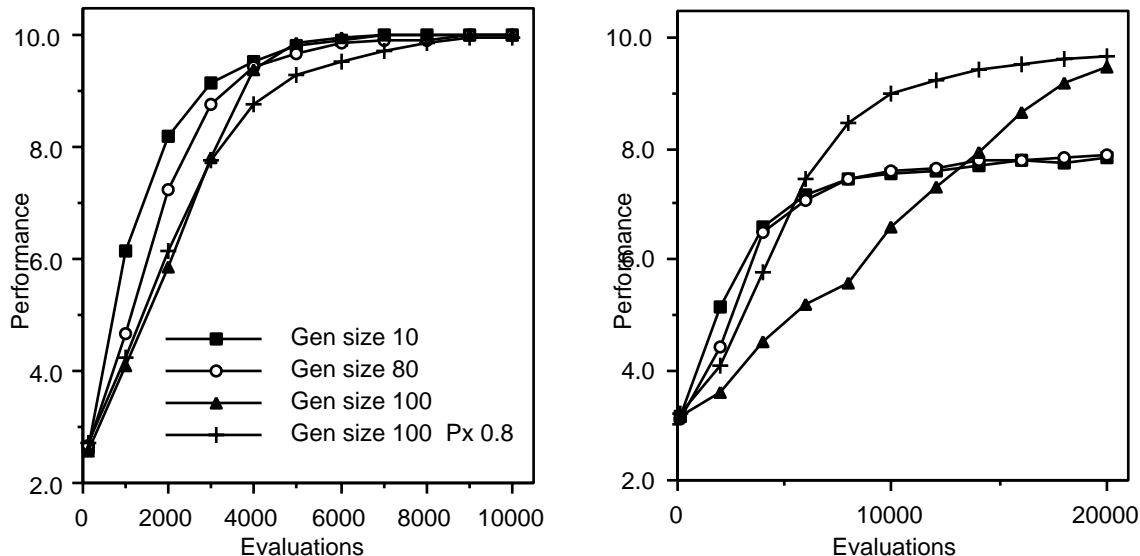 10.0
8.0
6.0
4.0
2.0
Performance
Gen size 10
Gen size 80
Gen size 100
Gen size 100 Px 0.8
0 2000 4000 6000 8000 10000
Evaluations
10.0
8.0
6.0
4.0
2.0
Performance
0 10000 20000
Evaluations